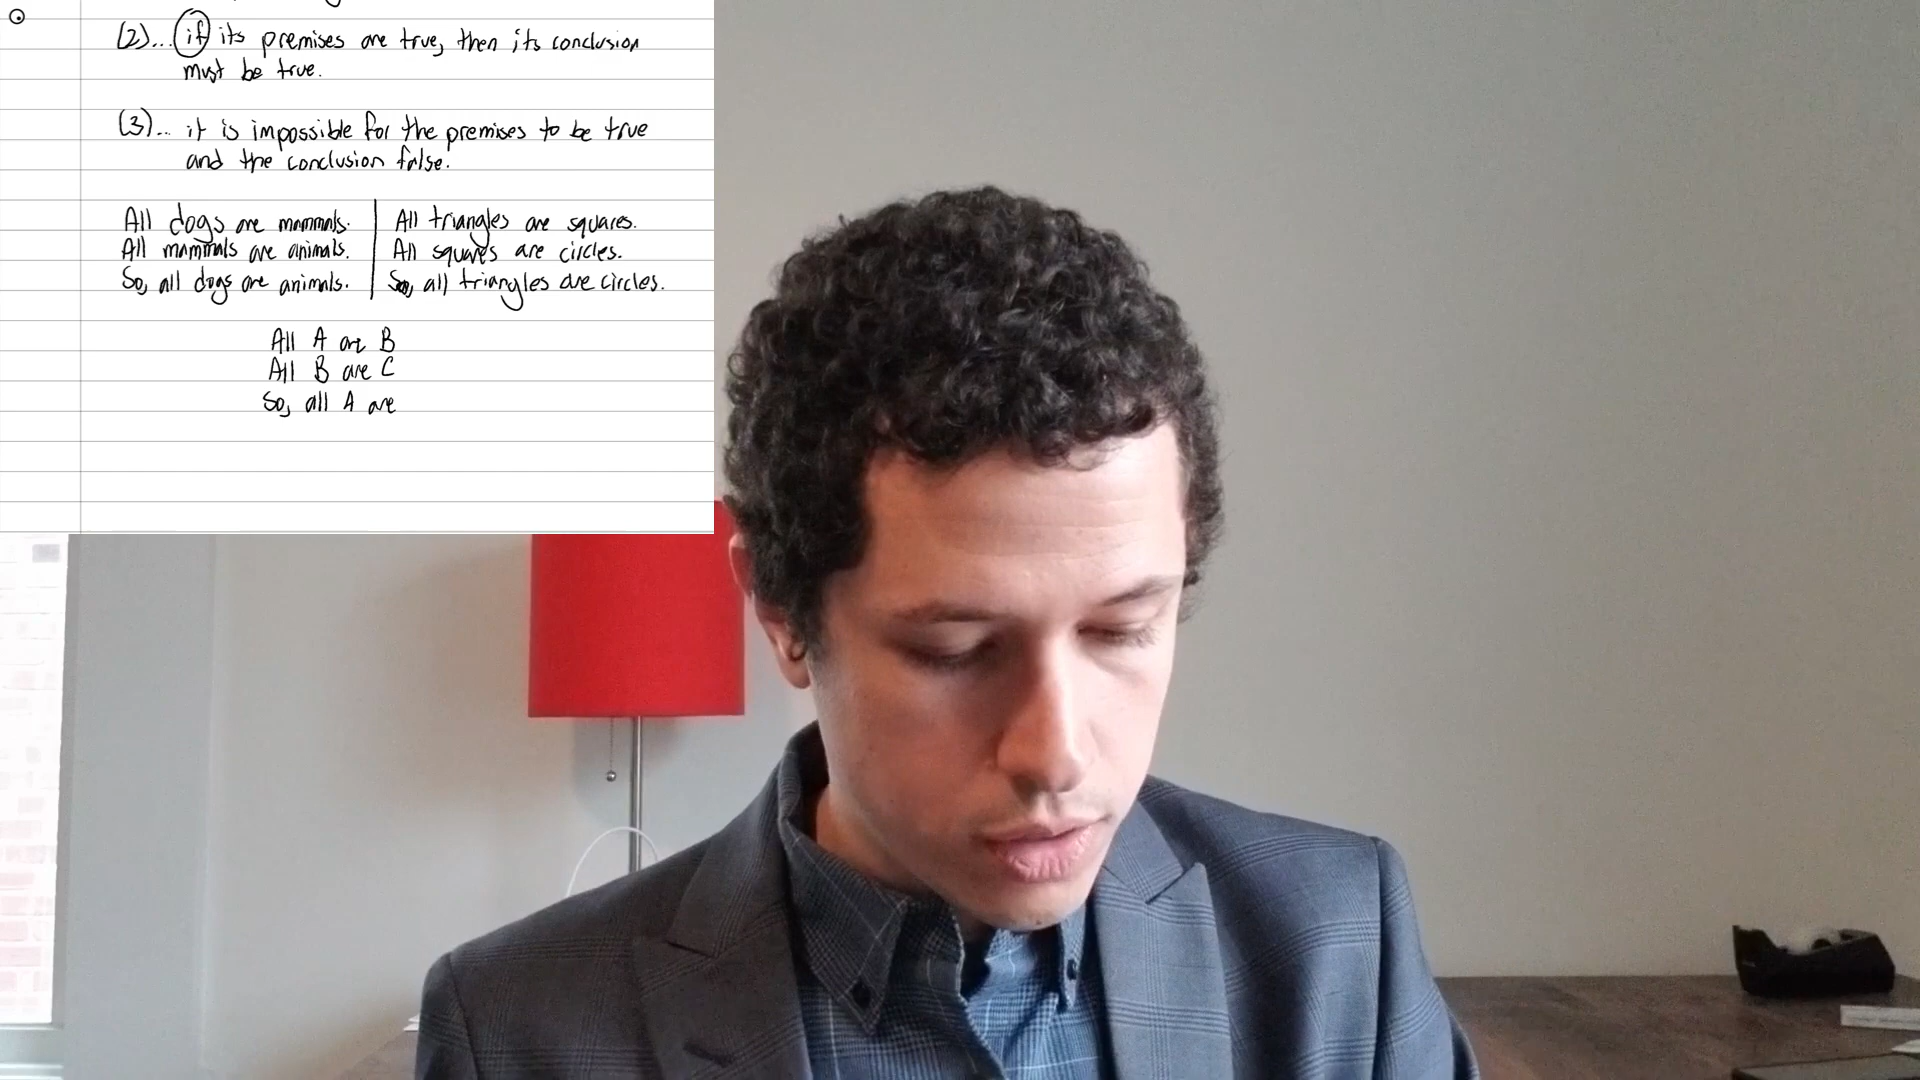 (2)... if its premises are true, then its conclusion
must be true.
(3)... it is impossible for the premises to be true
and the conclusion false.
All dogs are mammals.
All mammals are animals.
So, all dogs are animals.
All triangles are squares.
All squares are circles.
So, all triangles are circles.
All A are B
All B are C
So, all A are